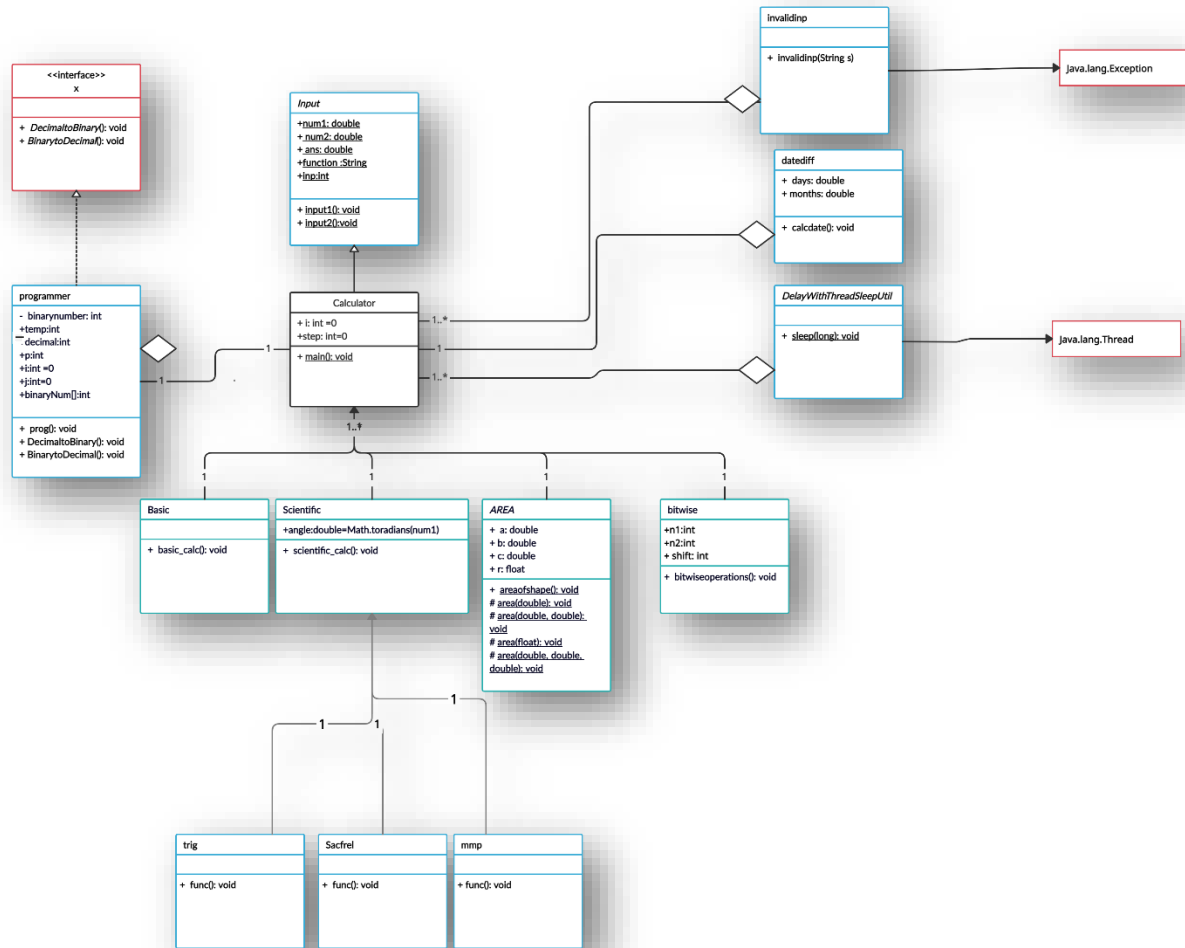 invalidinp
+ invalidinp(String s)
Java.lang.Exception
<<interface>>
x
+ DecimaltoBinary(): void
+ BinarytoDecimal(): void
Input
+num1: double
+ num2: double
+ ans: double
+function :String
+inp:int
+ input1(): void
+ input2():void
datediff
+ days: double
+ months: double
+ calcdate(): void
programmer
- binarynumber: int
+temp:int
decimal:int
+p:int
+i:int =0
+j:int=0
+binaryNum[]:int
+ prog(): void
+ DecimaltoBinary(): void
+ BinarytoDecimal(): void
1
1
Calculator
+ i: int =0
+step: int=0
+ main(): void
1..*
1
1..*
DelayWithThreadSleepUtil
+ sleep(long): void
Java.lang.Thread
1..*
1
1
1
1
Basic
+ basic_calc(): void
Scientific
+angle:double=Math.toradians(num1)
+ scientific_calc(): void
AREA
+ a: double
+ b: double
+ c: double
+ r: float
+ areaofshape(): void
# area(double): void
# area(double, double):
void
# area(float): void
# area(double, double,
double): void
bitwise
+n1:int
+n2:int
+ shift: int
+ bitwiseoperations(): void
1
1
1
trig
+ func(): void
Sacfrel
+ func(): void
mmp
+ func(): void